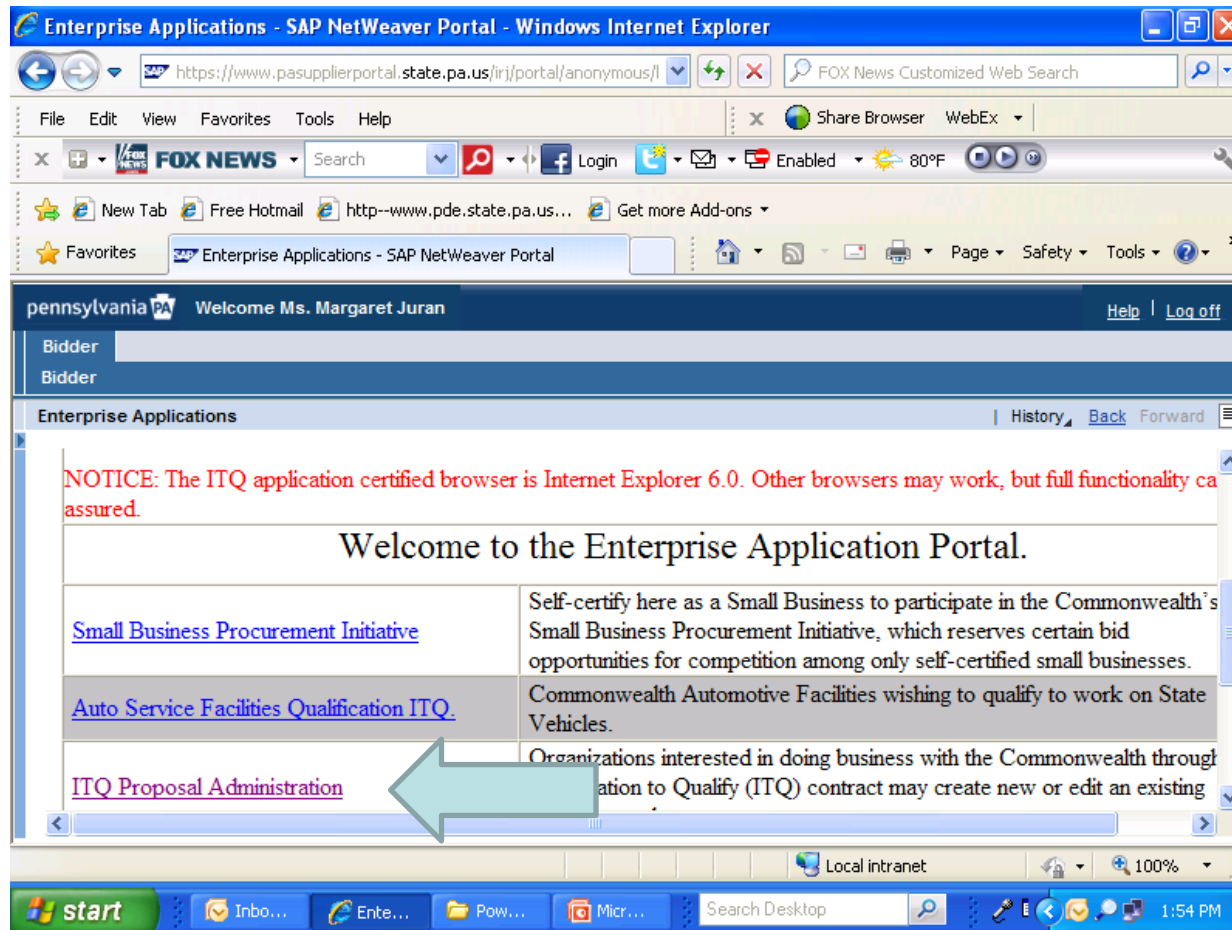 Enterprise Applications - SAP NetWeaver Portal - Windows Internet Explorer
SAP https://www.pasupplierportal.state.pa.us/irj/portal/anonymous/l FOX News Customized Web Search
File Edit View Favorites Tools Help x Share Browser WebEx
x FOX NEWS FOX NEWS Search Login Enabled 80°F
New Tab Free Hotmail http--www.pde.state.pa.us... Get more Add-ons
Favorites SAP Enterprise Applications - SAP NetWeaver Portal Page Safety Tools
pennsylvania PA Welcome Ms. Margaret Juran Help | Log off
Bidder
Bidder
Enterprise Applications | History Back Forward
NOTICE: The ITQ application certified browser is Internet Explorer 6.0. Other browsers may work, but full functionality ca
assured.
Welcome to the Enterprise Application Portal.
Small Business Procurement Initiative
Self-certify here as a Small Business to participate in the Commonwealth's
Small Business Procurement Initiative, which reserves certain bid
opportunities for competition among only self-certified small businesses.
Auto Service Facilities Qualification ITQ.
Commonwealth Automotive Facilities wishing to qualify to work on State
Vehicles.
ITQ Proposal Administration
Organizations interested in doing business with the Commonwealth through
ation to Qualify (ITQ) contract may create new or edit an existing
Local intranet 100%
start Inbo... Ente... Pow... Micr... Search Desktop 1:54 PM